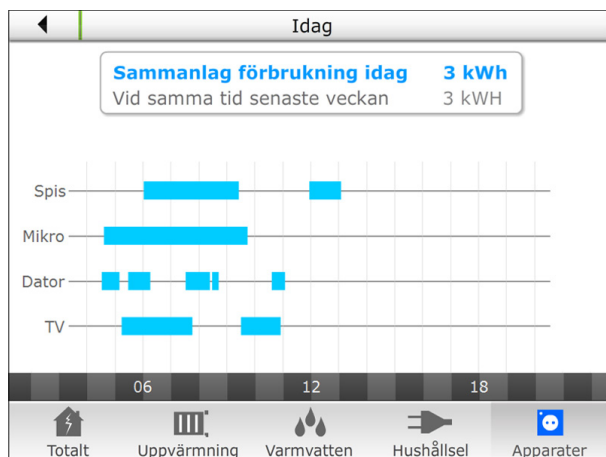 Idag
Sammanlag förbrukning idag 3 kWh
Vid samma tid senaste veckan 3 kWH
Spis
Mikro
Dator
TV
06 12 18
Totalt Uppvärmning Varmvatten Hushållsel Apparater